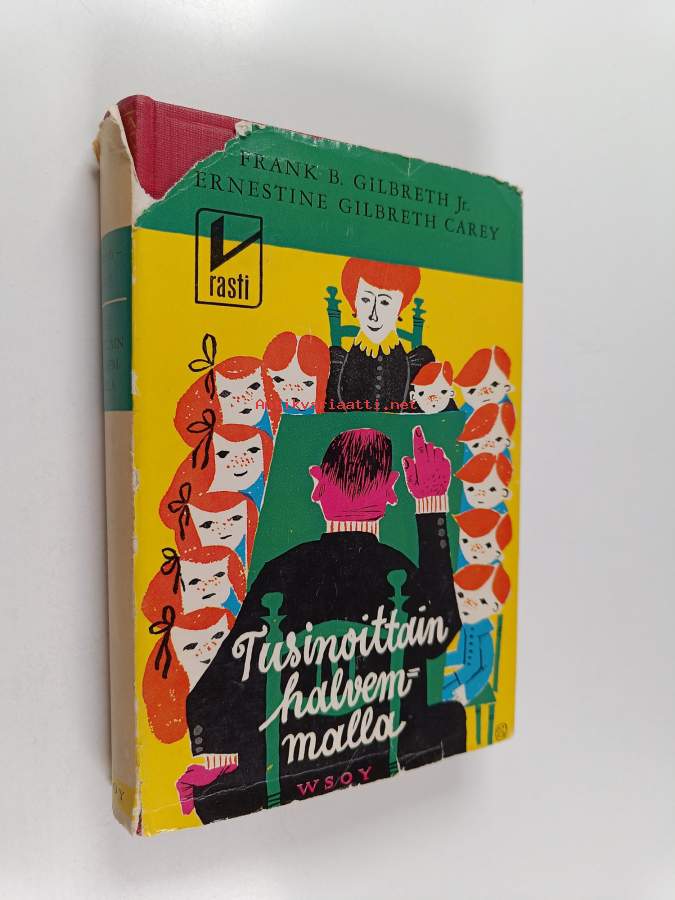 FRANK B. GILBRETH Jr.
ERNESTINE GILBRETH CAREY
rasti
Antikvariaatti.net
Tusinoittain
halvem=
malla
WSOY